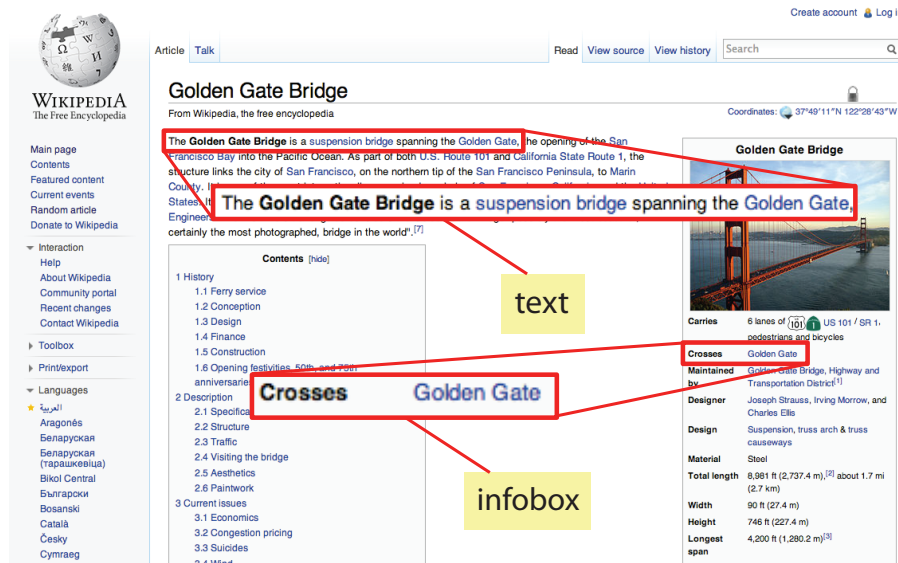 Create account Log i
Article Talk
Read View source View history Search
WIKIPEDIA
The Free Encyclopedia
Main page
Contents
Featured content
Current events
Random article
Donate to Wikipedia
Interaction
Help
About Wikipedia
Community portal
Recent changes
Contact Wikipedia
Toolbox
Print/export
Languages
العربية
Aragonés
Беларуская
Беларуская
(тарашкевіца)
Bikol Central
Български
Bosanski
Català
Česky
Cymraeg
Golden Gate Bridge
From Wikipedia, the free encyclopedia
Coordinates: 37°49′11″N 122°28′43″W
The Golden Gate Bridge is a suspension bridge spanning the Golden Gate, the opening of the San
Francisco Bay into the Pacific Ocean. As part of both U.S. Route 101 and California State Route 1, the
structure links the city of San Francisco, on the northern tip of the San Francisco Peninsula, to Marin
County.
States. It
Engineers
certainly the most photographed, bridge in the world".[7]
The Golden Gate Bridge is a suspension bridge spanning the Golden Gate,
text
Contents [hide]
1 History
1.1 Ferry service
1.2 Conception
1.3 Design
1.4 Finance
1.5 Construction
1.6 Opening festivities, 50th, and 75th
anniversaries
2 Description
2.1 Specifica
2.2 Structure
2.3 Traffic
2.4 Visiting the bridge
2.5 Aesthetics
2.6 Paintwork
3 Current issues
3.1 Economics
3.2 Congestion pricing
3.3 Suicides
3.4 Wind
Crosses Golden Gate
infobox
Golden Gate Bridge
Carries 6 lanes of 101 1 US 101 / SR 1,
pedestrians and bicycles
Crosses Golden Gate
Maintained Golden Gate Bridge, Highway and
by Transportation District[1]
Designer Joseph Strauss, Irving Morrow, and
Charles Ellis
Design Suspension, truss arch & truss
causeways
Material Steel
Total length 8,981 ft (2,737.4 m),[2] about 1.7 mi
(2.7 km)
Width 90 ft (27.4 m)
Height 746 ft (227.4 m)
Longest 4,200 ft (1,280.2 m)[3]
span